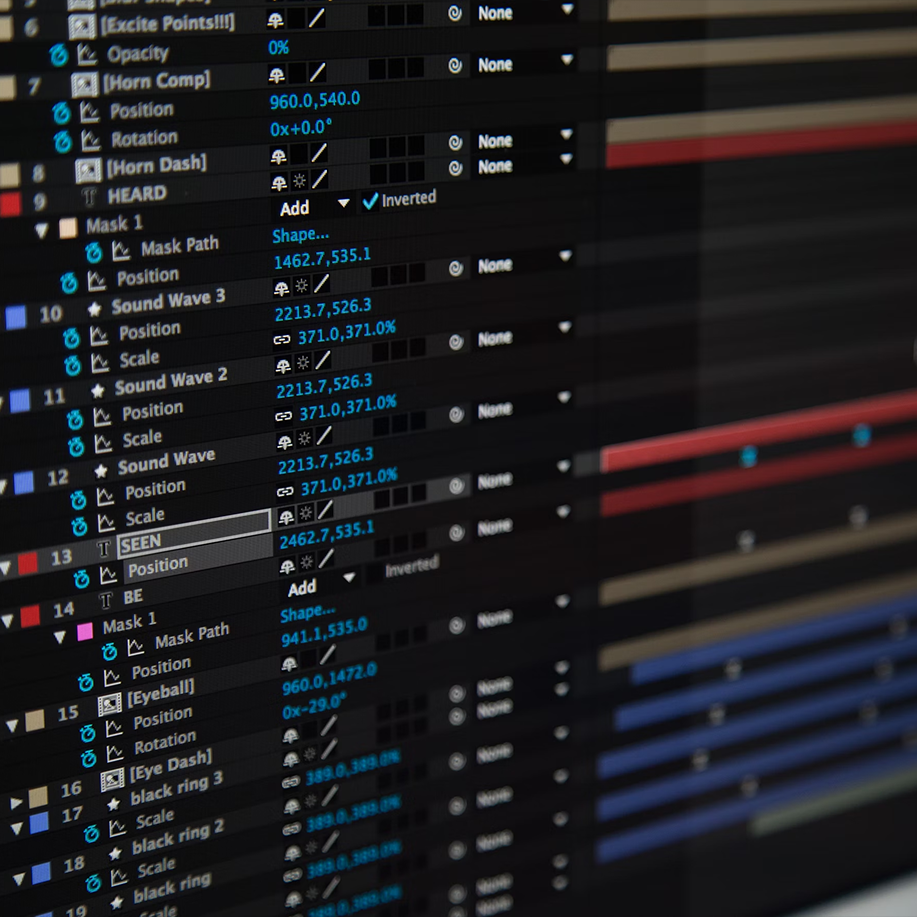 6 [Excite Points!!!] None
Opacity 0%
7 [Horn Comp] None
Position 960.0,540.0
Rotation 0x+0.0°
8 [Horn Dash] None
9 T HEARD None
Mask 1 Add Inverted
Mask Path Shape...
Position 1462.7,535.1
10 Sound Wave 3 None
Position 2213.7,526.3
Scale 371.0,371.0%
11 Sound Wave 2 None
Position 2213.7,526.3
Scale 371.0,371.0%
12 Sound Wave None
Position 2213.7,526.3
Scale 371.0,371.0%
13 T SEEN None
Position 2462.7,535.1
14 T BE None
Mask 1 Add Inverted
Mask Path Shape...
Position 941.1,535.0
15 [Eyeball] None
Position 960.0,1472.0
Rotation 0x-29.0°
16 [Eye Dash] None
17 black ring 3 None
Scale 389.0,389.0%
18 black ring 2 None
Scale 389.0,389.0%
19 black ring None
Scale 389.0,389.0%